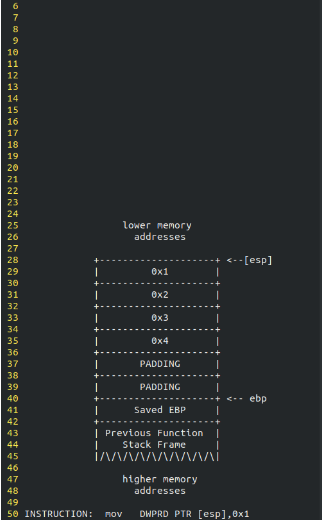 6
7
8
9
10
11
12
13
14
15
16
17
18
19
20
21
22
23
24
25 lower memory
26 addresses
27
28 +--------------------+ <--[esp]
29 | 0x1 |
30 +--------------------+
31 | 0x2 |
32 +--------------------+
33 | 0x3 |
34 +--------------------+
35 | 0x4 |
36 +--------------------+
37 | PADDING |
38 +--------------------+
39 | PADDING |
40 +--------------------+ <-- ebp
41 | Saved EBP |
42 +--------------------+
43 | Previous Function |
44 | Stack Frame |
45 |/\/\/\/\/\/\/\/\/\/\|
46
47 higher memory
48 addresses
49
50 INSTRUCTION: mov DWPRD PTR [esp],0x1